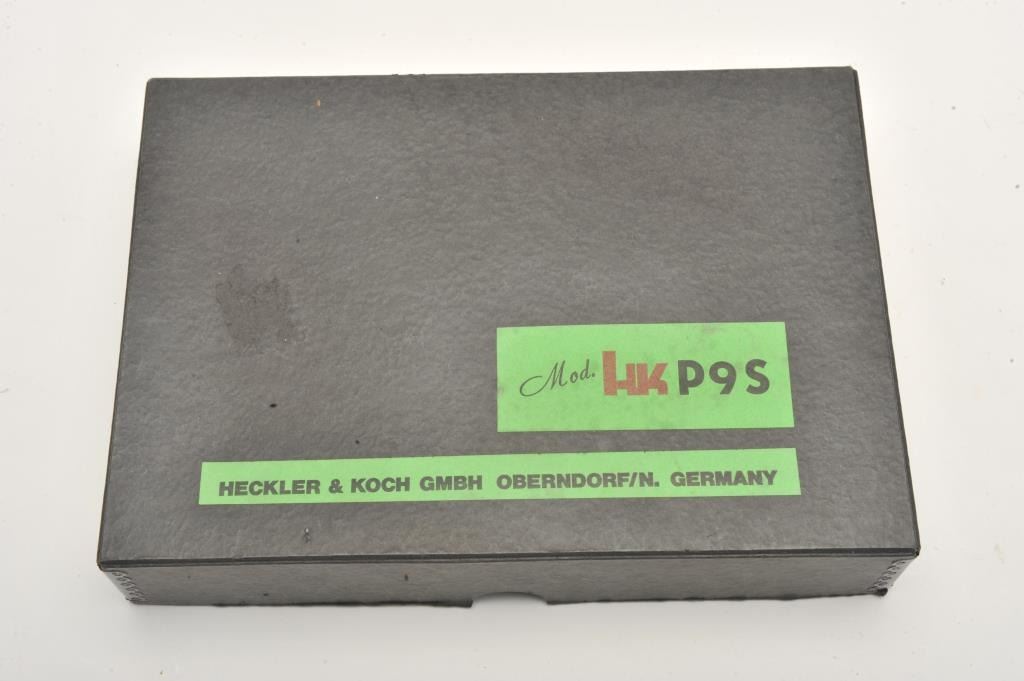 Mod. HK P9S
HECKLER & KOCH GMBH OBERNDORF/N. GERMANY